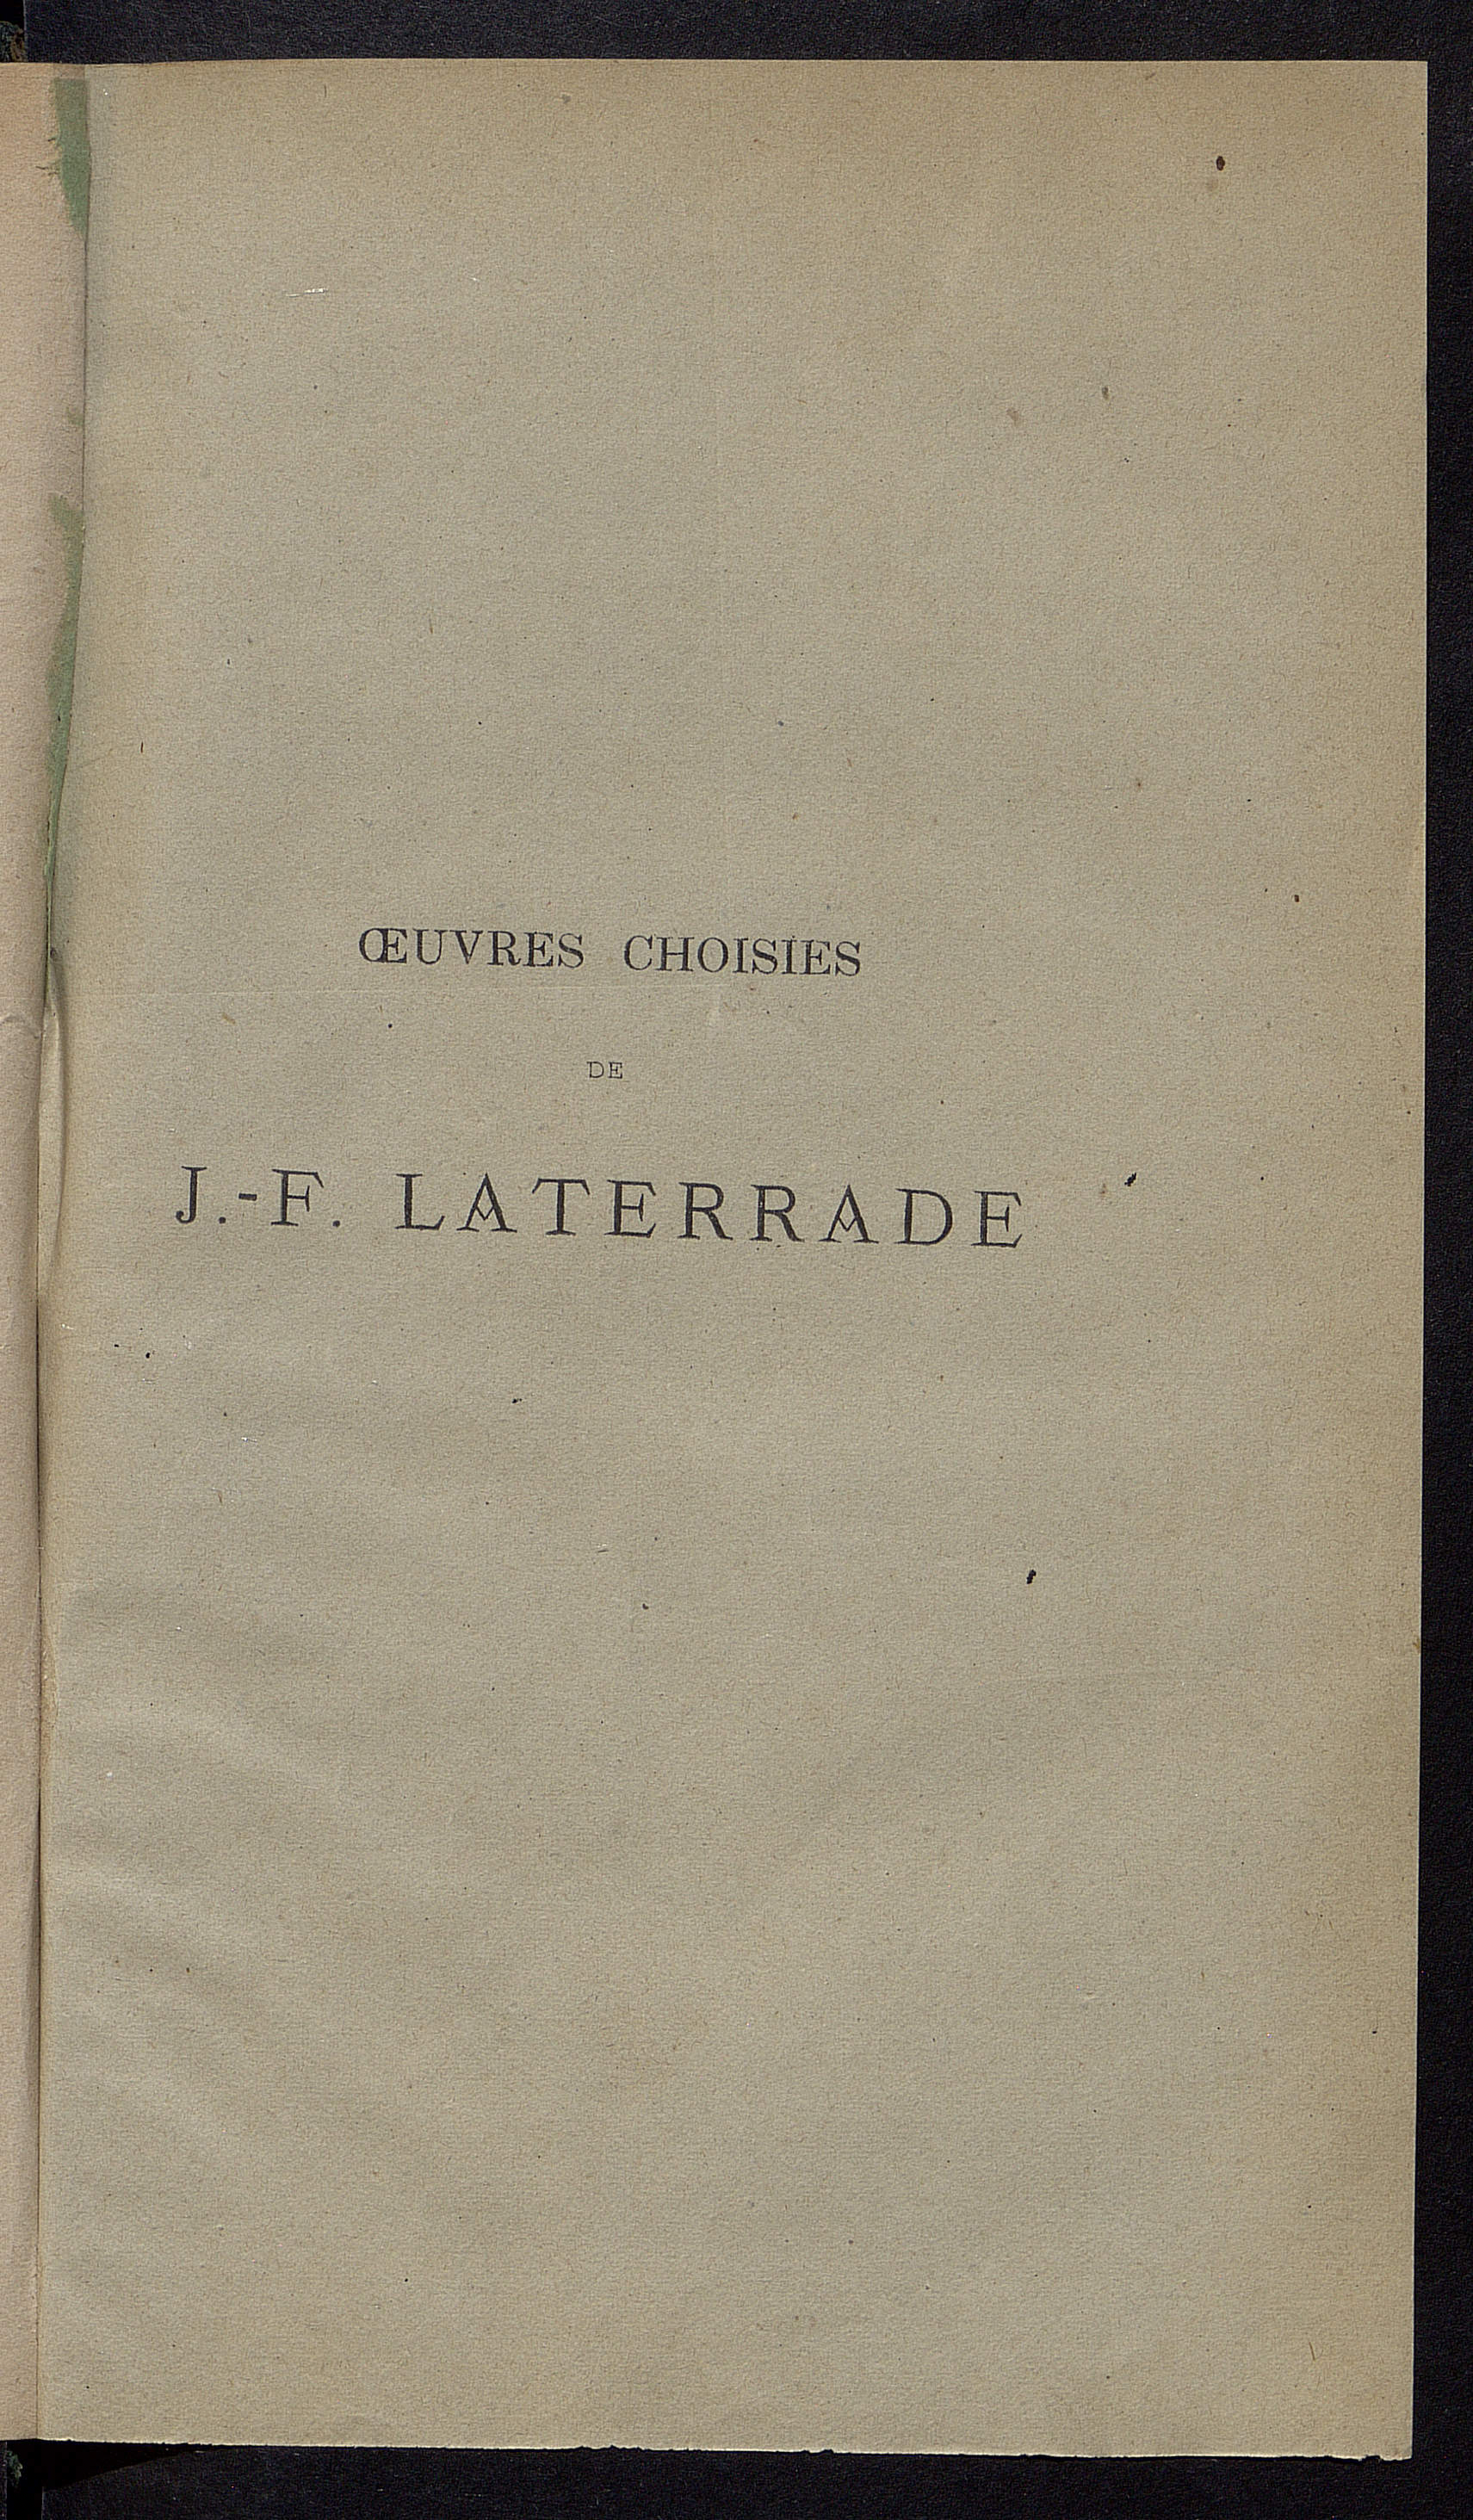 ŒUVRES CHOISIES
DE
J.-F. LATERRADE